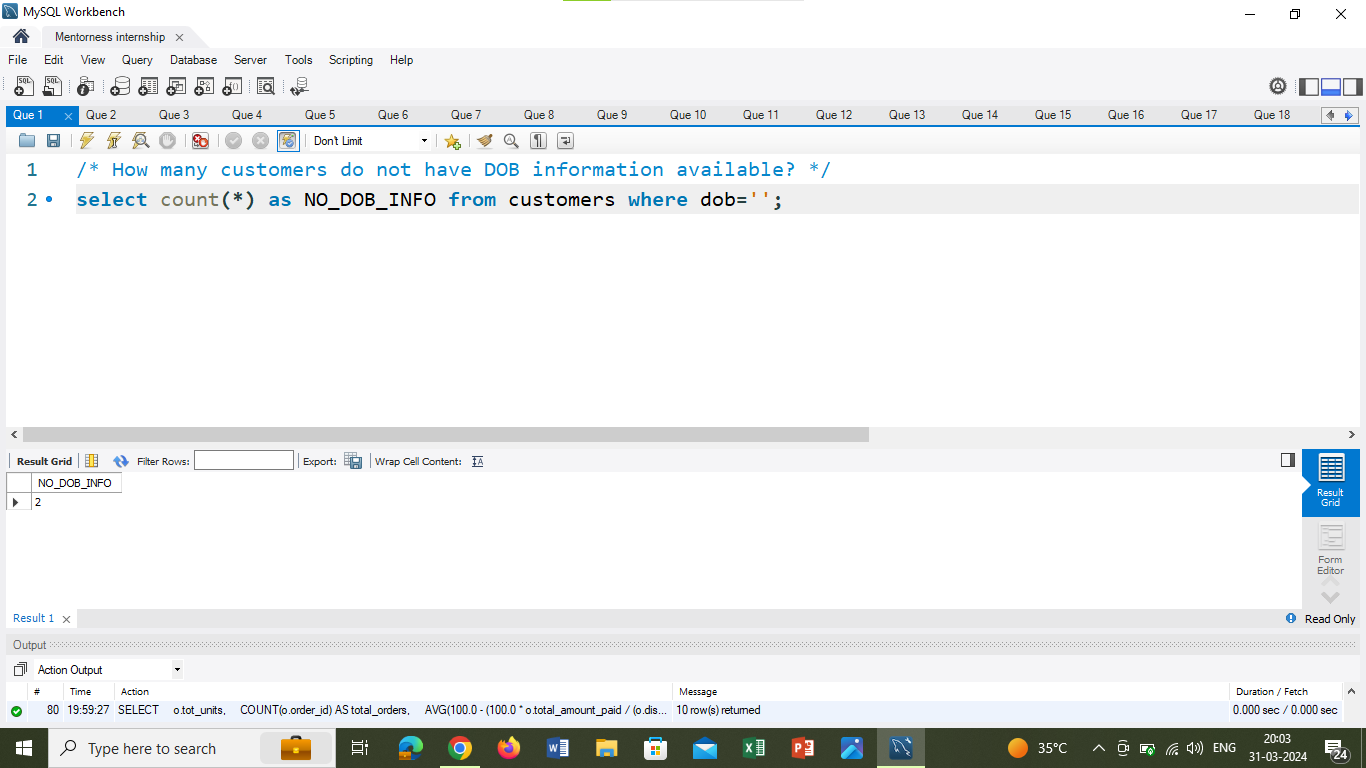 MySQL Workbench
Mentorness internship
File Edit View Query Database Server Tools Scripting Help
Que 1 Que 2 Que 3 Que 4 Que 5 Que 6 Que 7 Que 8 Que 9 Que 10 Que 11 Que 12 Que 13 Que 14 Que 15 Que 16 Que 17 Que 18
Don't Limit
1 /* How many customers do not have DOB information available? */
2 select count(*) as NO_DOB_INFO from customers where dob='';
Result Grid Filter Rows: Export: Wrap Cell Content:
NO_DOB_INFO
2
Result
Grid
Form
Editor
Result 1
Read Only
Output
Action Output
# Time Action Message Duration / Fetch
80 19:59:27 SELECT o.tot_units, COUNT(o.order_id) AS total_orders, AVG(100.0 - (100.0 * o.total_amount_paid / (o.dis... 10 row(s) returned 0.000 sec / 0.000 sec
Type here to search
35°C
ENG
20:03
31-03-2024
24